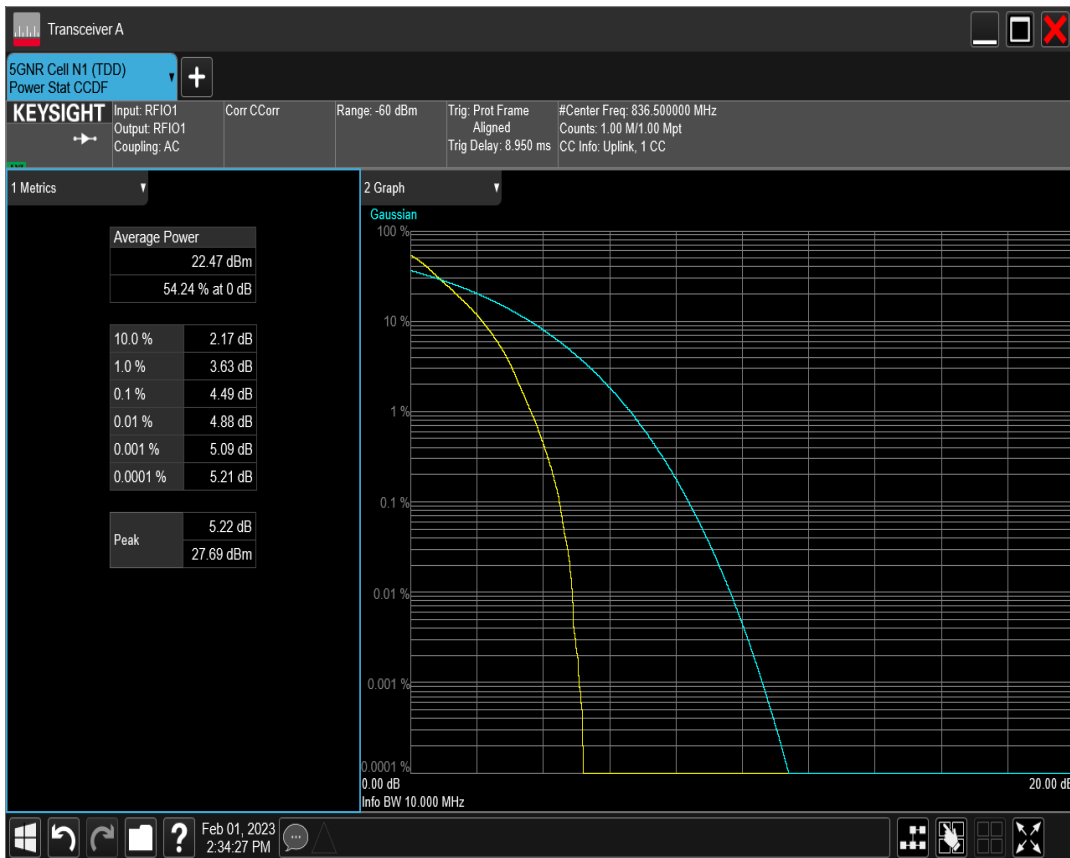 Transceiver A
5GNR Cell N1 (TDD)
Power Stat CCDF
+
KEYSIGHT
Input: RFIO1
Output: RFIO1
Coupling: AC
Corr CCorr
Range: -60 dBm
Trig: Prot Frame
Aligned
Trig Delay: 8.950 ms
#Center Freq: 836.500000 MHz
Counts: 1.00 M/1.00 Mpt
CC Info: Uplink, 1 CC
1 Metrics
Average Power
22.47 dBm
54.24 % at 0 dB
10.0 % 2.17 dB
1.0 % 3.63 dB
0.1 % 4.49 dB
0.01 % 4.88 dB
0.001 % 5.09 dB
0.0001 % 5.21 dB
Peak
5.22 dB
27.69 dBm
2 Graph
Gaussian
100 %
10 %
1 %
0.1 %
0.01 %
0.001 %
0.0001 %
0.00 dB 20.00 dB
Info BW 10.000 MHz
?
Feb 01, 2023
2:34:27 PM